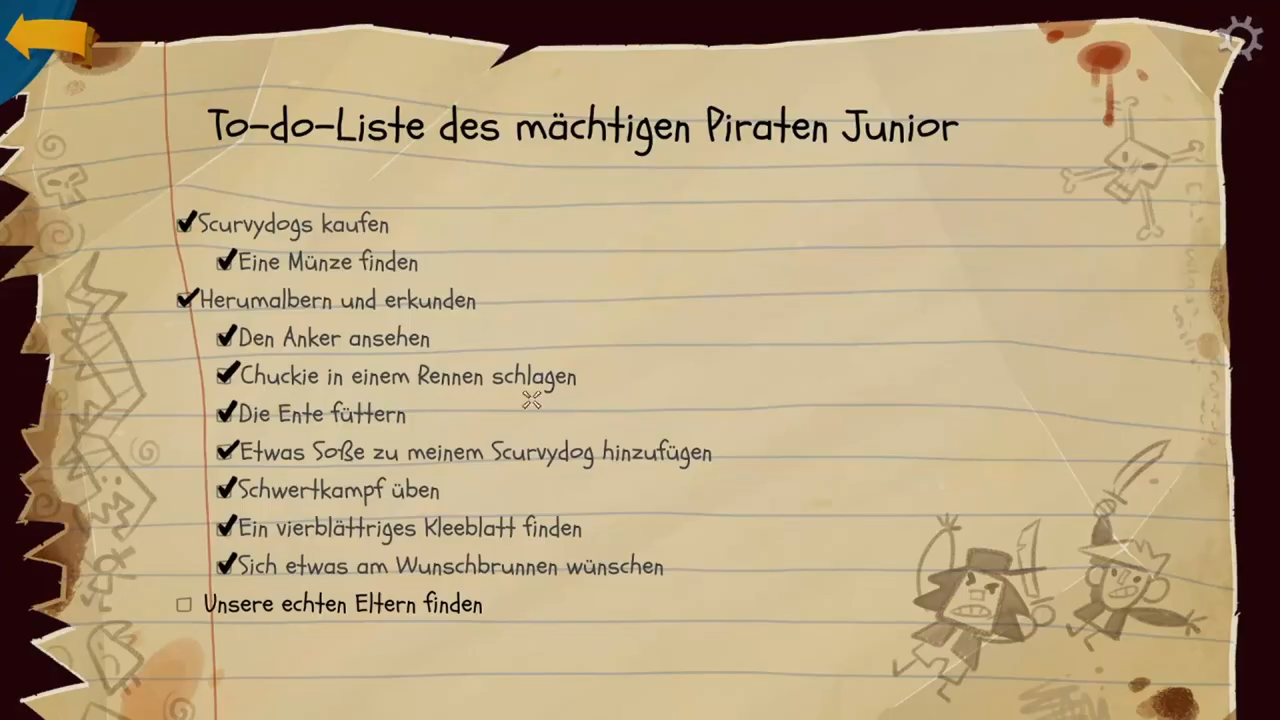 To-do-Liste des mächtigen Piraten Junior
Scurvydogs kaufen
Eine Münze finden
Herumalbern und erkunden
Den Anker ansehen
Chuckie in einem Rennen schlagen
Die Ente füttern
Etwas Soße zu meinem Scurvydog hinzufügen
Schwertkampf üben
Ein vierblättriges Kleeblatt finden
Sich etwas am Wunschbrunnen wünschen
Unsere echten Eltern finden